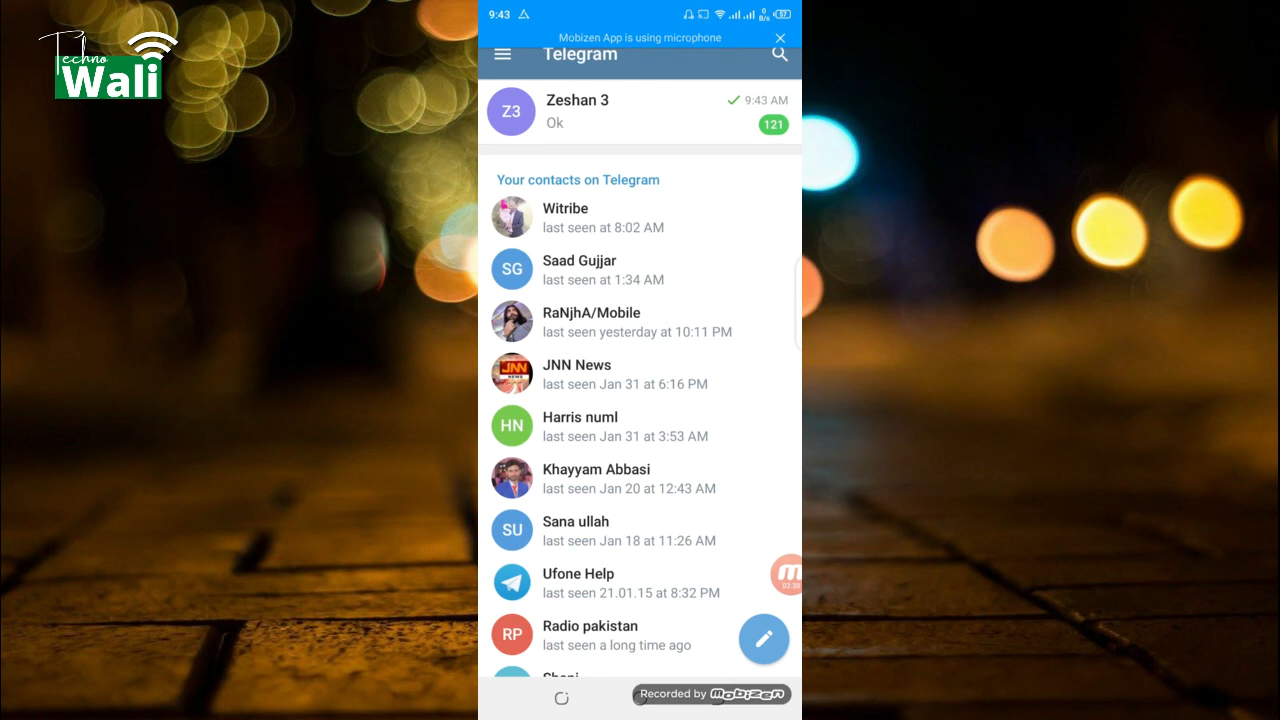 Techno
Wali
9:43
0
B/s
57
Mobizen App is using microphone
Telegram
Z3
Zeshan 3
9:43 AM
Ok
121
Your contacts on Telegram
Witribe
last seen at 8:02 AM
SG
Saad Gujjar
last seen at 1:34 AM
RaNjhA/Mobile
last seen yesterday at 10:11 PM
JNN
NEWS
JNN News
last seen Jan 31 at 6:16 PM
HN
Harris numl
last seen Jan 31 at 3:53 AM
Khayyam Abbasi
last seen Jan 20 at 12:43 AM
SU
Sana ullah
last seen Jan 18 at 11:26 AM
Ufone Help
last seen 21.01.15 at 8:32 PM
RP
Radio pakistan
last seen a long time ago
Recorded by mobizen